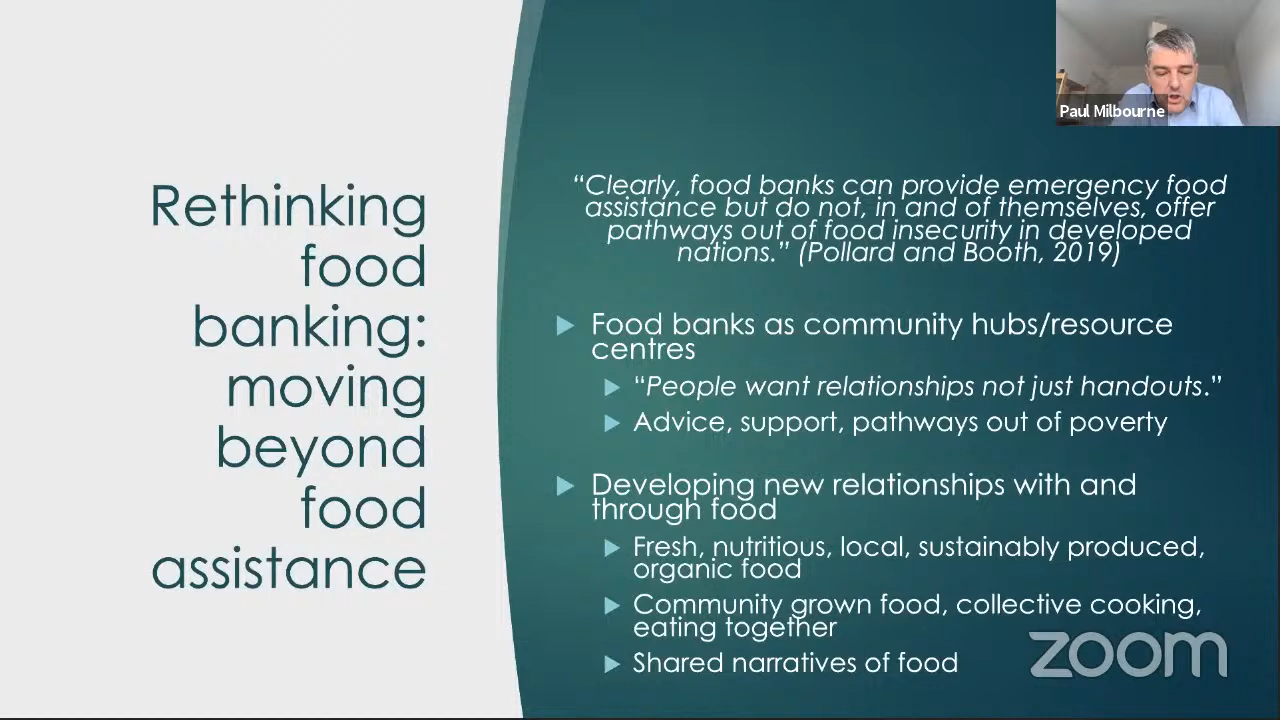 Paul Milbourne
Rethinking
food
banking:
moving
beyond
food
assistance
“Clearly, food banks can provide emergency food
assistance but do not, in and of themselves, offer
pathways out of food insecurity in developed
nations.” (Pollard and Booth, 2019)
Food banks as community hubs/resource
centres
“People want relationships not just handouts.”
Advice, support, pathways out of poverty
Developing new relationships with and
through food
Fresh, nutritious, local, sustainably produced,
organic food
Community grown food, collective cooking,
eating together
Shared narratives of food
zoom